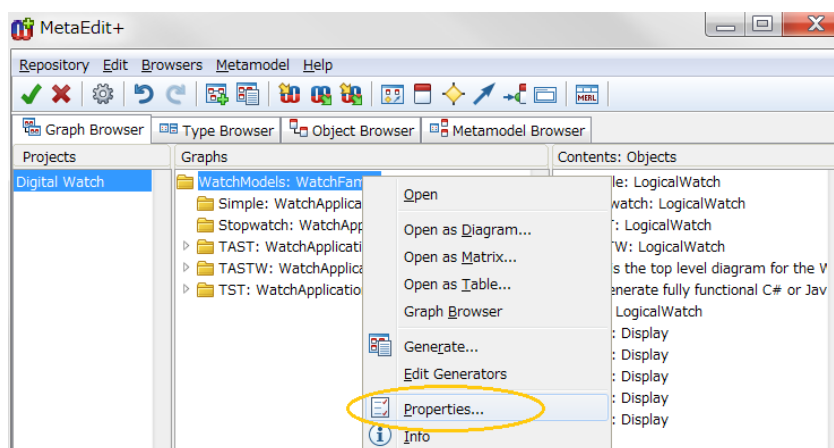 MetaEdit+
Repository Edit Browsers Metamodel Help
MERL
Graph Browser Type Browser Object Browser Metamodel Browser
Projects Graphs Contents: Objects
Digital Watch
WatchModels: WatchFam
Simple: WatchApplica
Stopwatch: WatchApp
TAST: WatchApplicati
TASTW: WatchApplica
TST: WatchApplicatio
Open
Open as Diagram...
Open as Matrix...
Open as Table...
Graph Browser
Generate...
Edit Generators
Properties...
Info
le: LogicalWatch
watch: LogicalWatch
: LogicalWatch
W: LogicalWatch
s the top level diagram for the W
enerate fully functional C# or Jav
LogicalWatch
: Display
: Display
: Display
: Display
: Display